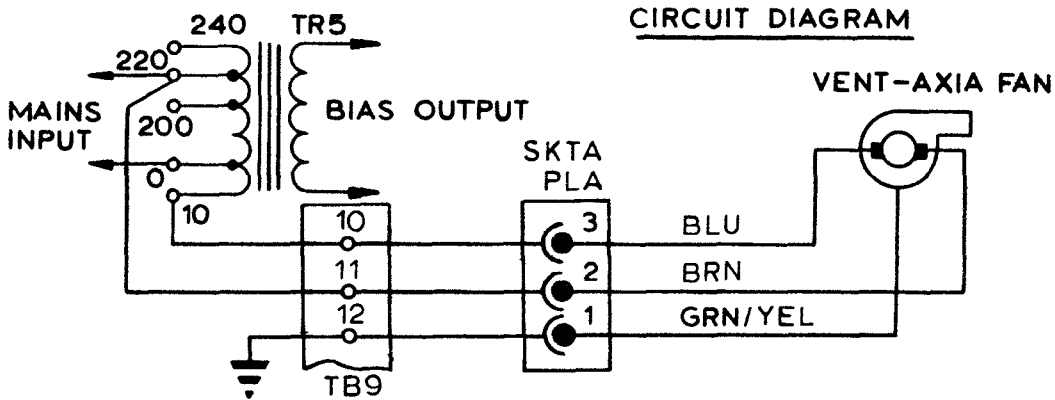 CIRCUIT DIAGRAM
240 TR5
220
VENT-AXIA FAN
MAINS
INPUT
200
BIAS OUTPUT
0
10
SKTA
PLA
10
3
BLU
11
2
BRN
12
1
GRN/YEL
TB9